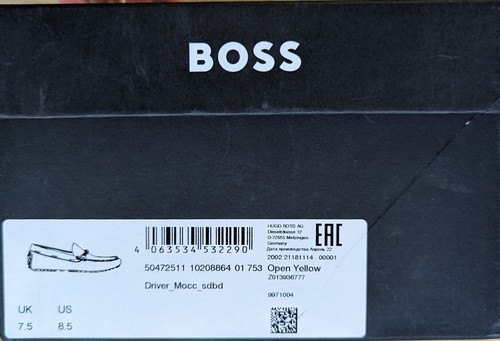 BOSS
4 063534 532290
HUGO BOSS AG
Dieselstrasse 12
D-72555 Metzingen
Germany
Дата производства Апрель 22
EAC
2002 21181114 00001
50472511 10208864 01 753 Open Yellow
Z013936777
Driver_Mocc_sdbd
9971004
UK US
7.5 8.5